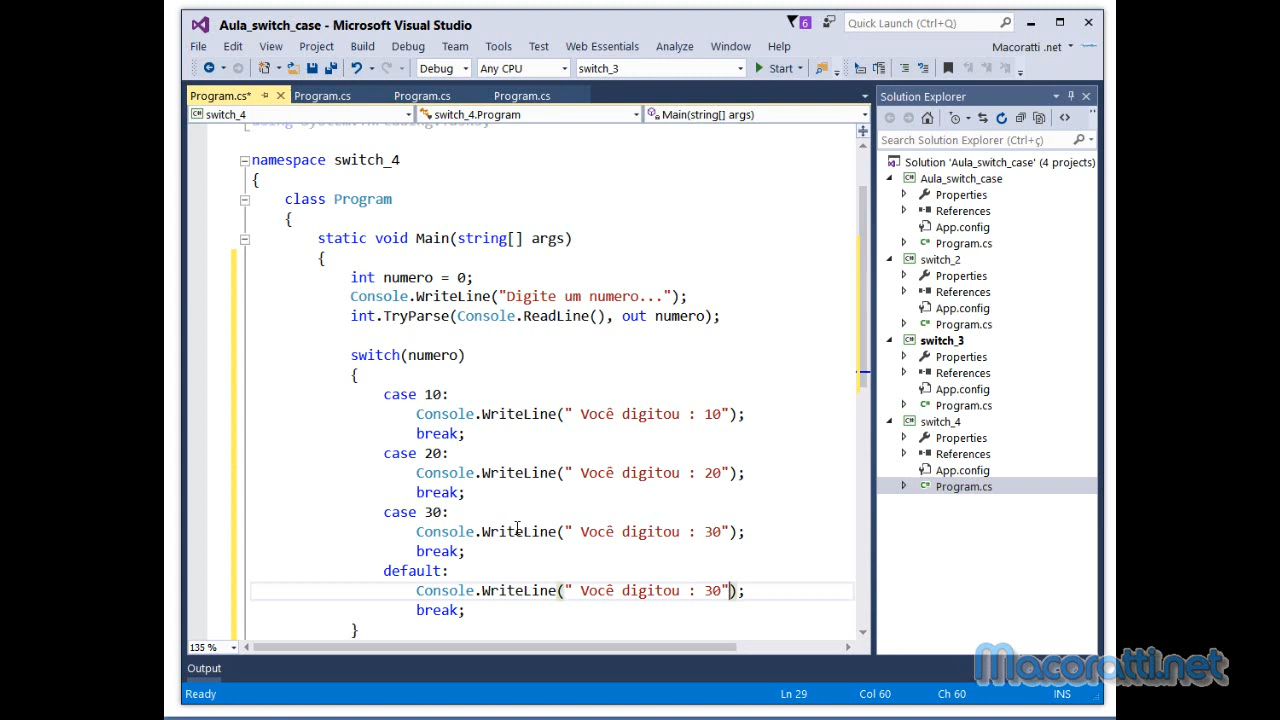 Aula_switch_case - Microsoft Visual Studio
6
Quick Launch (Ctrl+Q)
File Edit View Project Build Debug Team Tools Test Web Essentials Analyze Window Help
Macoratti .net
Debug Any CPU switch_3 Start
Program.cs* Program.cs Program.cs Program.cs
switch_4 switch_4.Program Main(string[] args)
namespace switch_4
{
class Program
{
static void Main(string[] args)
{
int numero = 0;
Console.WriteLine("Digite um numero...");
int.TryParse(Console.ReadLine(), out numero);
switch(numero)
{
case 10:
Console.WriteLine(" Você digitou : 10");
break;
case 20:
Console.WriteLine(" Você digitou : 20");
break;
case 30:
Console.WriteLine(" Você digitou : 30");
break;
default:
Console.WriteLine(" Você digitou : 30");
break;
}
135 %
Solution Explorer
Search Solution Explorer (Ctrl+ç)
Solution 'Aula_switch_case' (4 projects)
Aula_switch_case
Properties
References
App.config
Program.cs
switch_2
Properties
References
App.config
Program.cs
switch_3
Properties
References
App.config
Program.cs
switch_4
Properties
References
App.config
Program.cs
Output
Macoratti.net
Ready Ln 29 Col 60 Ch 60 INS